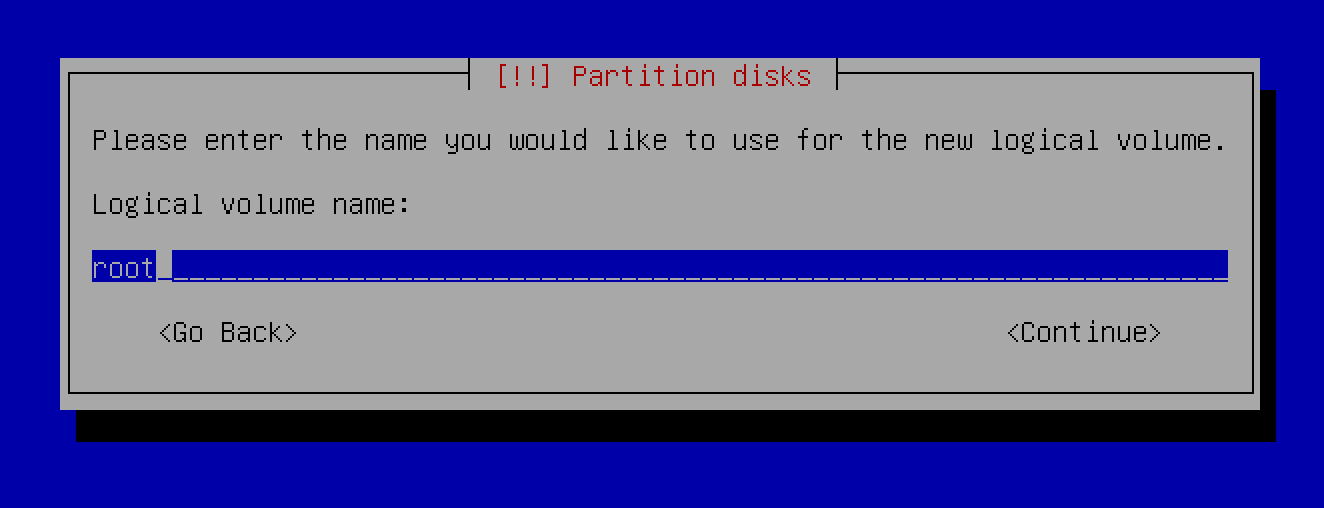 [!!] Partition disks
Please enter the name you would like to use for the new logical volume.
Logical volume name:
root
<Go Back> <Continue>